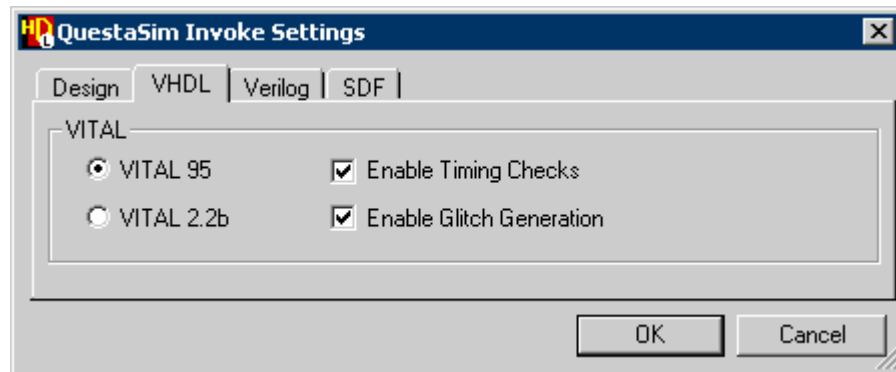 HDL QuestaSim Invoke Settings
Design VHDL Verilog SDF
VITAL
VITAL 95 Enable Timing Checks
VITAL 2.2b Enable Glitch Generation
OK Cancel